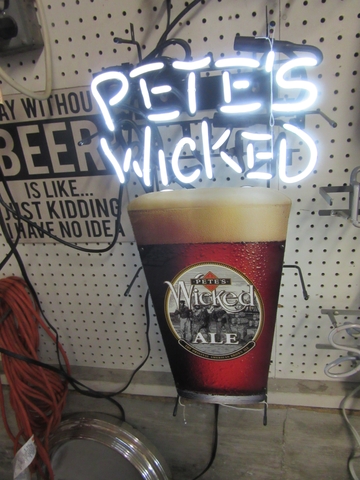 PETE'S
WICKED
AY WITHOU
BEER
IS LIKE...
JUST KIDDING
I HAVE NO IDEA
PETE'S
Wicked
ALE